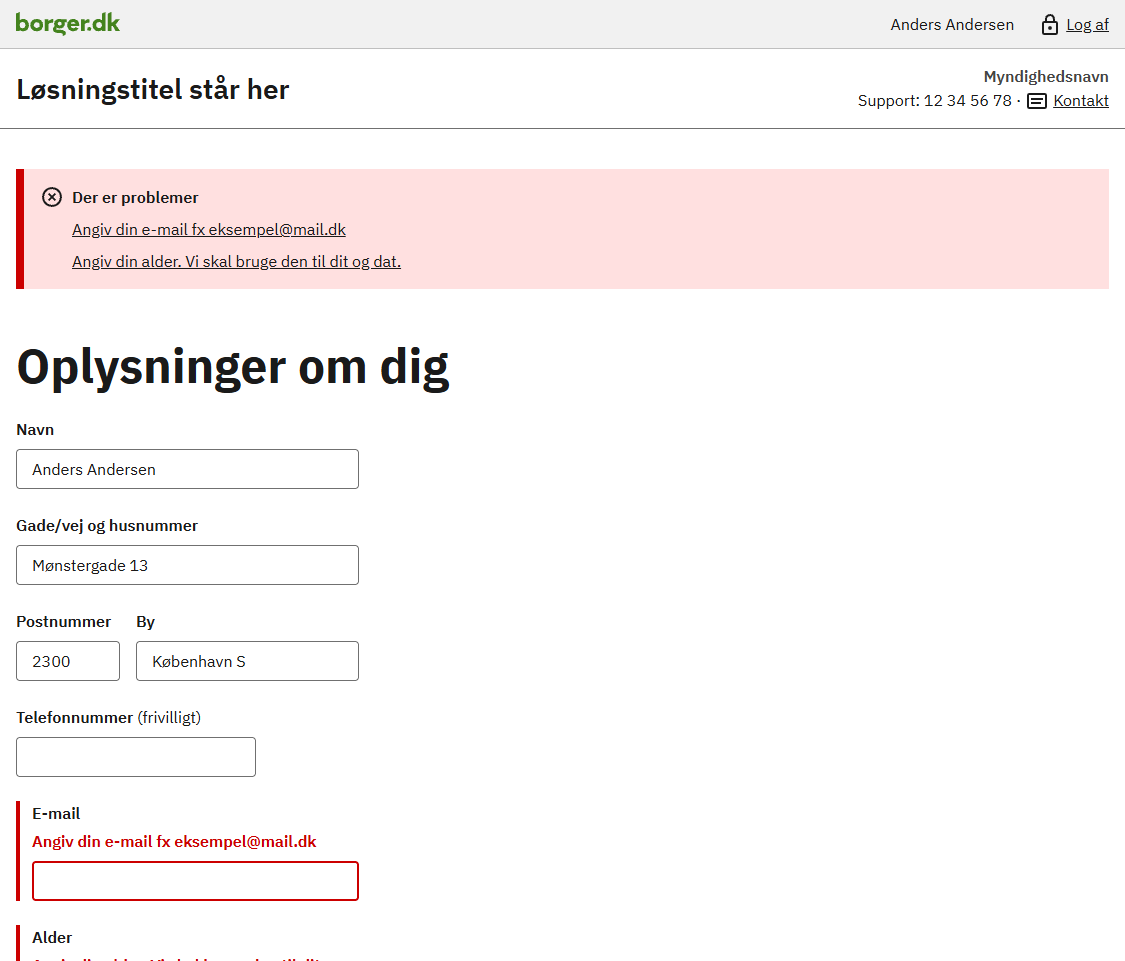 borger.dk
Anders Andersen Log af
Løsningstitel står her
Myndighedsnavn
Support: 12 34 56 78 · Kontakt
Der er problemer
Angiv din e-mail fx eksempel@mail.dk
Angiv din alder. Vi skal bruge den til dit og dat.
Oplysninger om dig
Navn
Anders Andersen
Gade/vej og husnummer
Mønstergade 13
Postnummer By
2300 København S
Telefonnummer (frivilligt)
E-mail
Angiv din e-mail fx eksempel@mail.dk
Alder